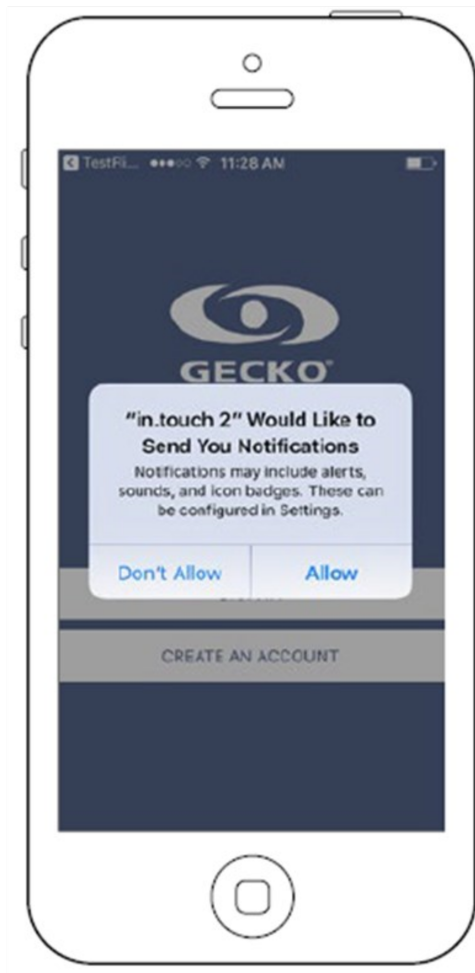 TestFli... 11:28 AM
GECKO®
"in.touch 2" Would Like to
Send You Notifications
Notifications may include alerts,
sounds, and icon badges. These can
be configured in Settings.
Don't Allow Allow
CREATE AN ACCOUNT